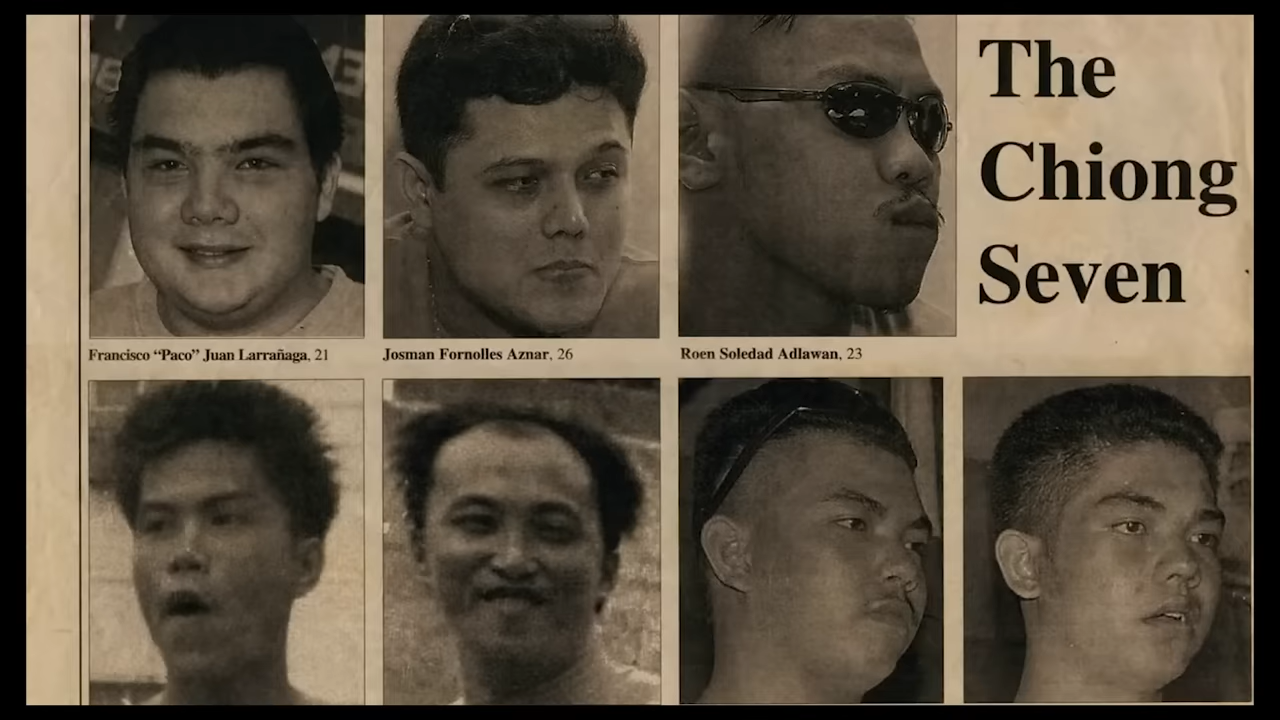 The
Chiong
Seven
Francisco “Paco” Juan Larrañaga, 21
Josman Fornolles Aznar, 26
Roen Soledad Adlawan, 23